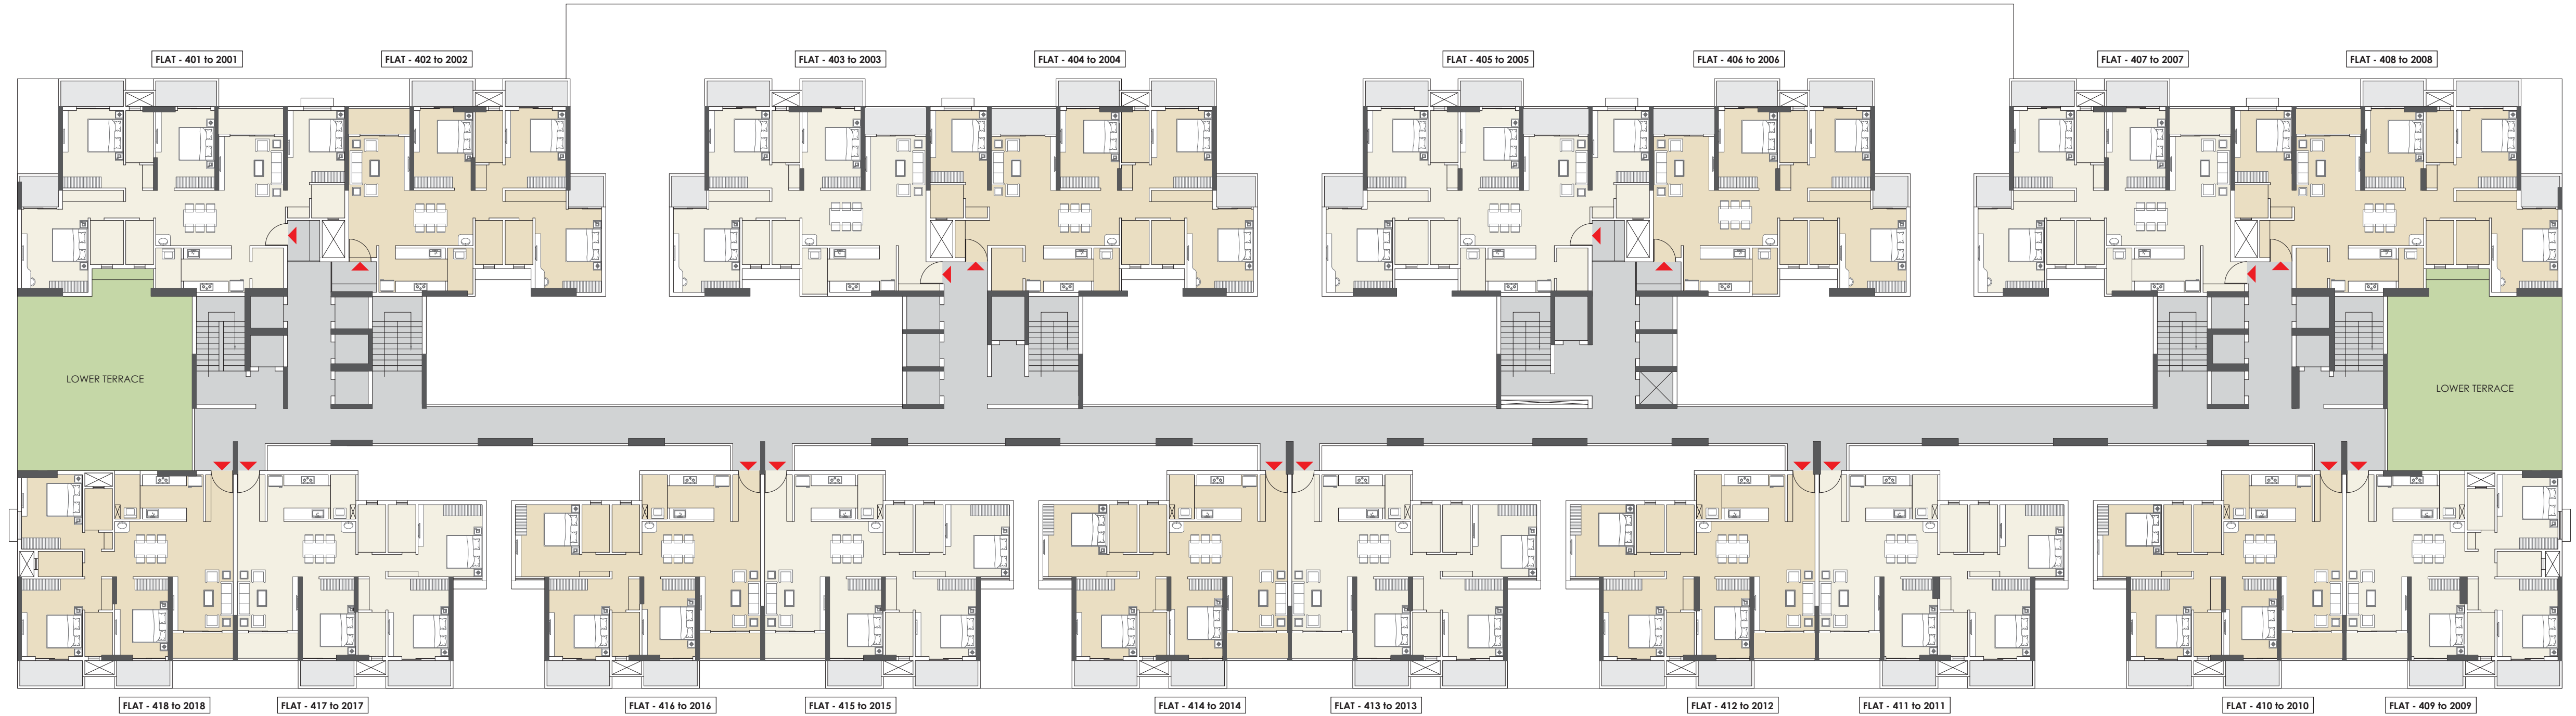 FLAT - 401 to 2001
FLAT - 402 to 2002
FLAT - 403 to 2003
FLAT - 404 to 2004
FLAT - 405 to 2005
FLAT - 406 to 2006
FLAT - 407 to 2007
FLAT - 408 to 2008
LOWER TERRACE
LOWER TERRACE
FLAT - 418 to 2018
FLAT - 417 to 2017
FLAT - 416 to 2016
FLAT - 415 to 2015
FLAT - 414 to 2014
FLAT - 413 to 2013
FLAT - 412 to 2012
FLAT - 411 to 2011
FLAT - 410 to 2010
FLAT - 409 to 2009